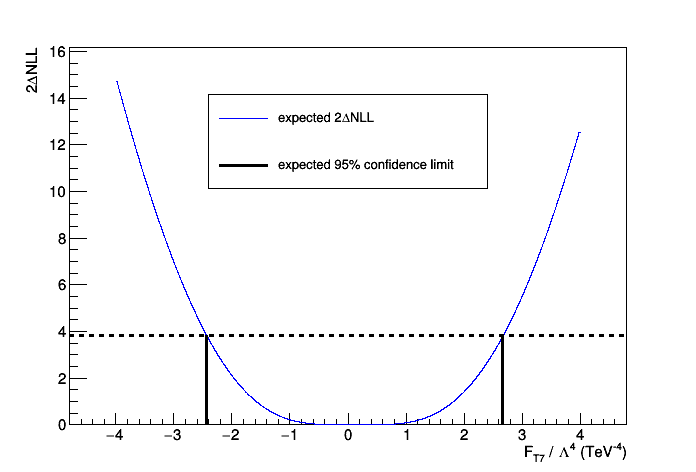 2ΔNLL
16
14
12
10
8
6
4
2
0
expected 2ΔNLL
expected 95% confidence limit
−4 −3 −2 −1 0 1 2 3 4
F_T7 / Λ^4 (TeV^-4)